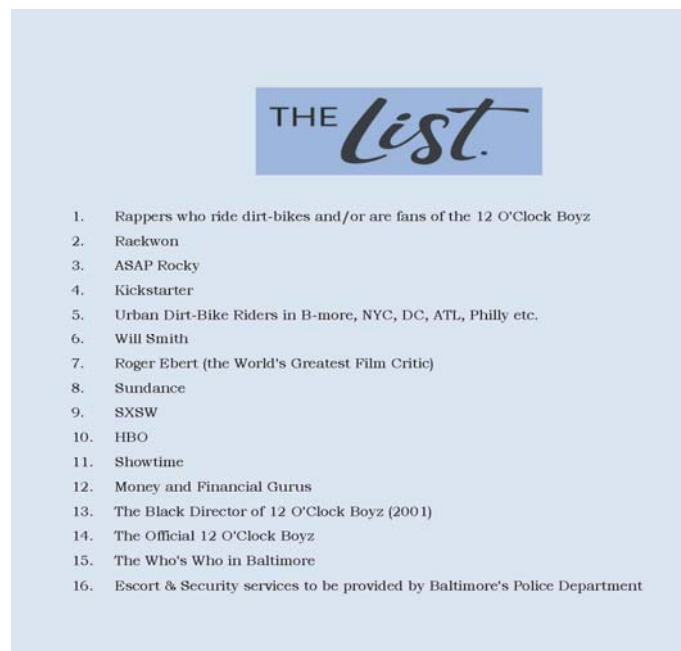 THE List.
1. Rappers who ride dirt-bikes and/or are fans of the 12 O'Clock Boyz
2. Raekwon
3. ASAP Rocky
4. Kickstarter
5. Urban Dirt-Bike Riders in B-more, NYC, DC, ATL, Philly etc.
6. Will Smith
7. Roger Ebert (the World's Greatest Film Critic)
8. Sundance
9. SXSW
10. HBO
11. Showtime
12. Money and Financial Gurus
13. The Black Director of 12 O'Clock Boyz (2001)
14. The Official 12 O'Clock Boyz
15. The Who's Who in Baltimore
16. Escort & Security services to be provided by Baltimore's Police Department